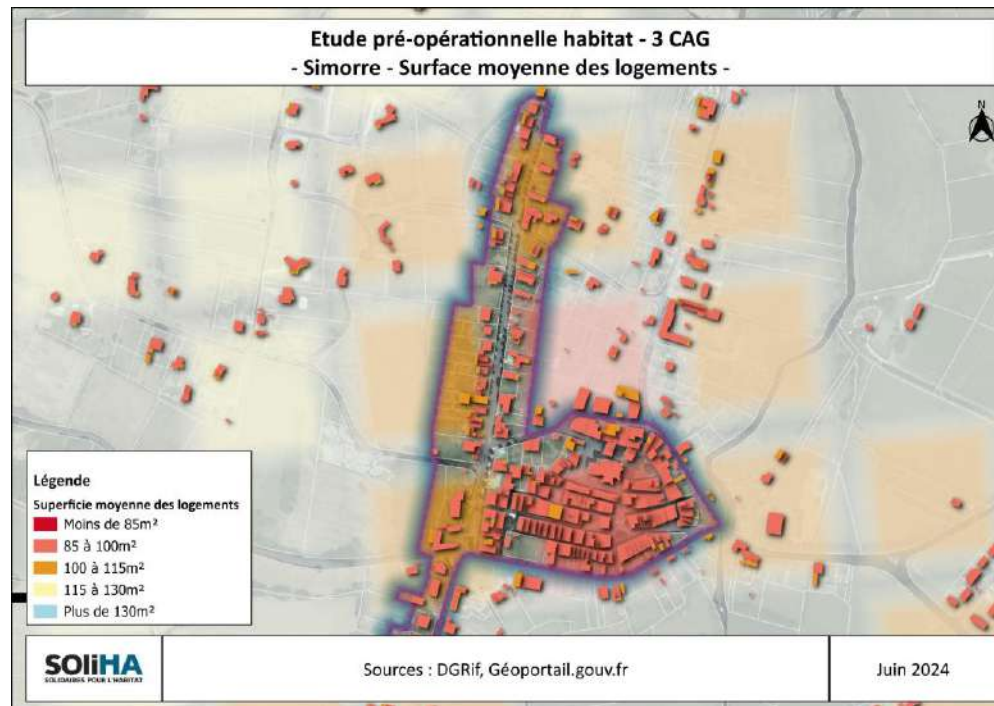 Etude pré-opérationnelle habitat - 3 CAG
- Simorre - Surface moyenne des logements -
N
Légende
Superficie moyenne des logements
Moins de 85m²
85 à 100m²
100 à 115m²
115 à 130m²
Plus de 130m²
SOLiHA
SOLIDAIRES POUR L'HABITAT
Sources : DGRif, Géoportail.gouv.fr
Juin 2024